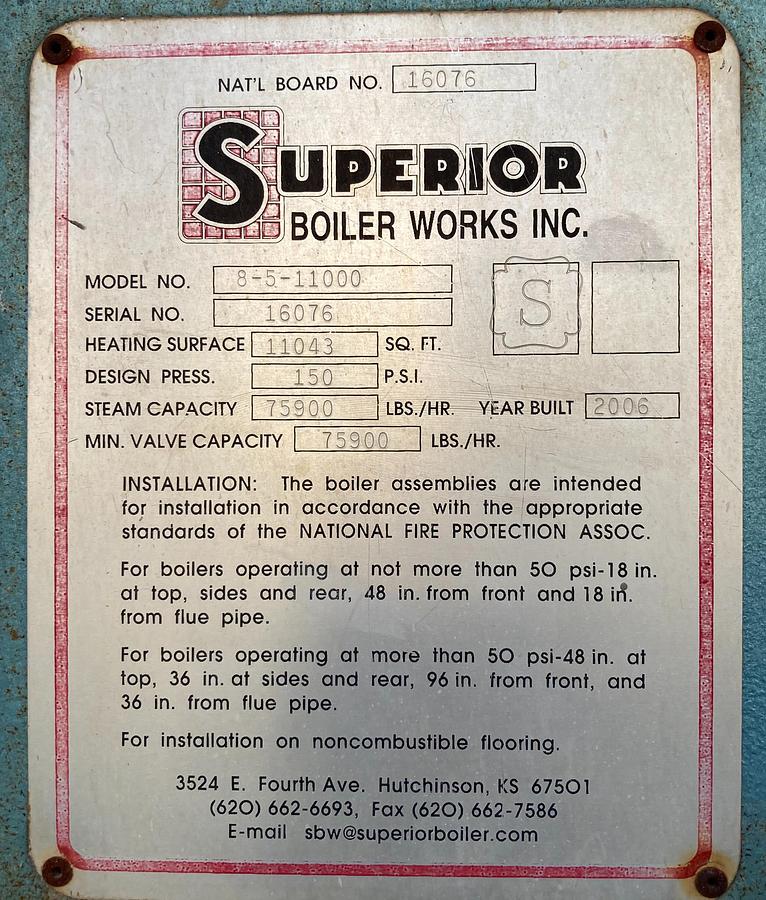 NAT'L BOARD NO. 16076
SUPERIOR
BOILER WORKS INC.
MODEL NO. 8-5-11000
S
SERIAL NO. 16076
HEATING SURFACE 11043 SQ. FT.
DESIGN PRESS. 150 P.S.I.
STEAM CAPACITY 75900 LBS./HR. YEAR BUILT 2006
MIN. VALVE CAPACITY 75900 LBS./HR.
INSTALLATION: The boiler assemblies are intended
for installation in accordance with the appropriate
standards of the NATIONAL FIRE PROTECTION ASSOC.
For boilers operating at not more than 50 psi-18 in.
at top, sides and rear, 48 in. from front and 18 in.
from flue pipe.
For boilers operating at more than 50 psi-48 in. at
top, 36 in. at sides and rear, 96 in. from front, and
36 in. from flue pipe.
For installation on noncombustible flooring.
3524 E. Fourth Ave. Hutchinson, KS 67501
(620) 662-6693, Fax (620) 662-7586
E-mail sbw@superiorboiler.com